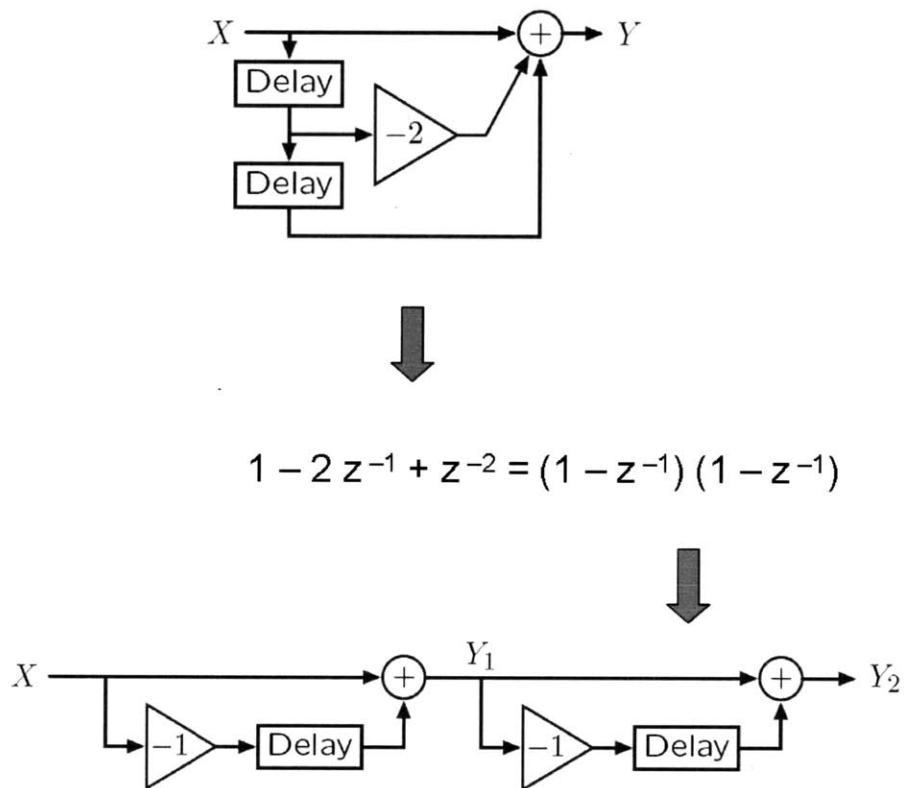 X + Y
Delay
−2
Delay
1 – 2 z⁻¹ + z⁻² = (1 – z⁻¹) (1 – z⁻¹)
X + Y₁ + Y₂
−1 Delay −1 Delay